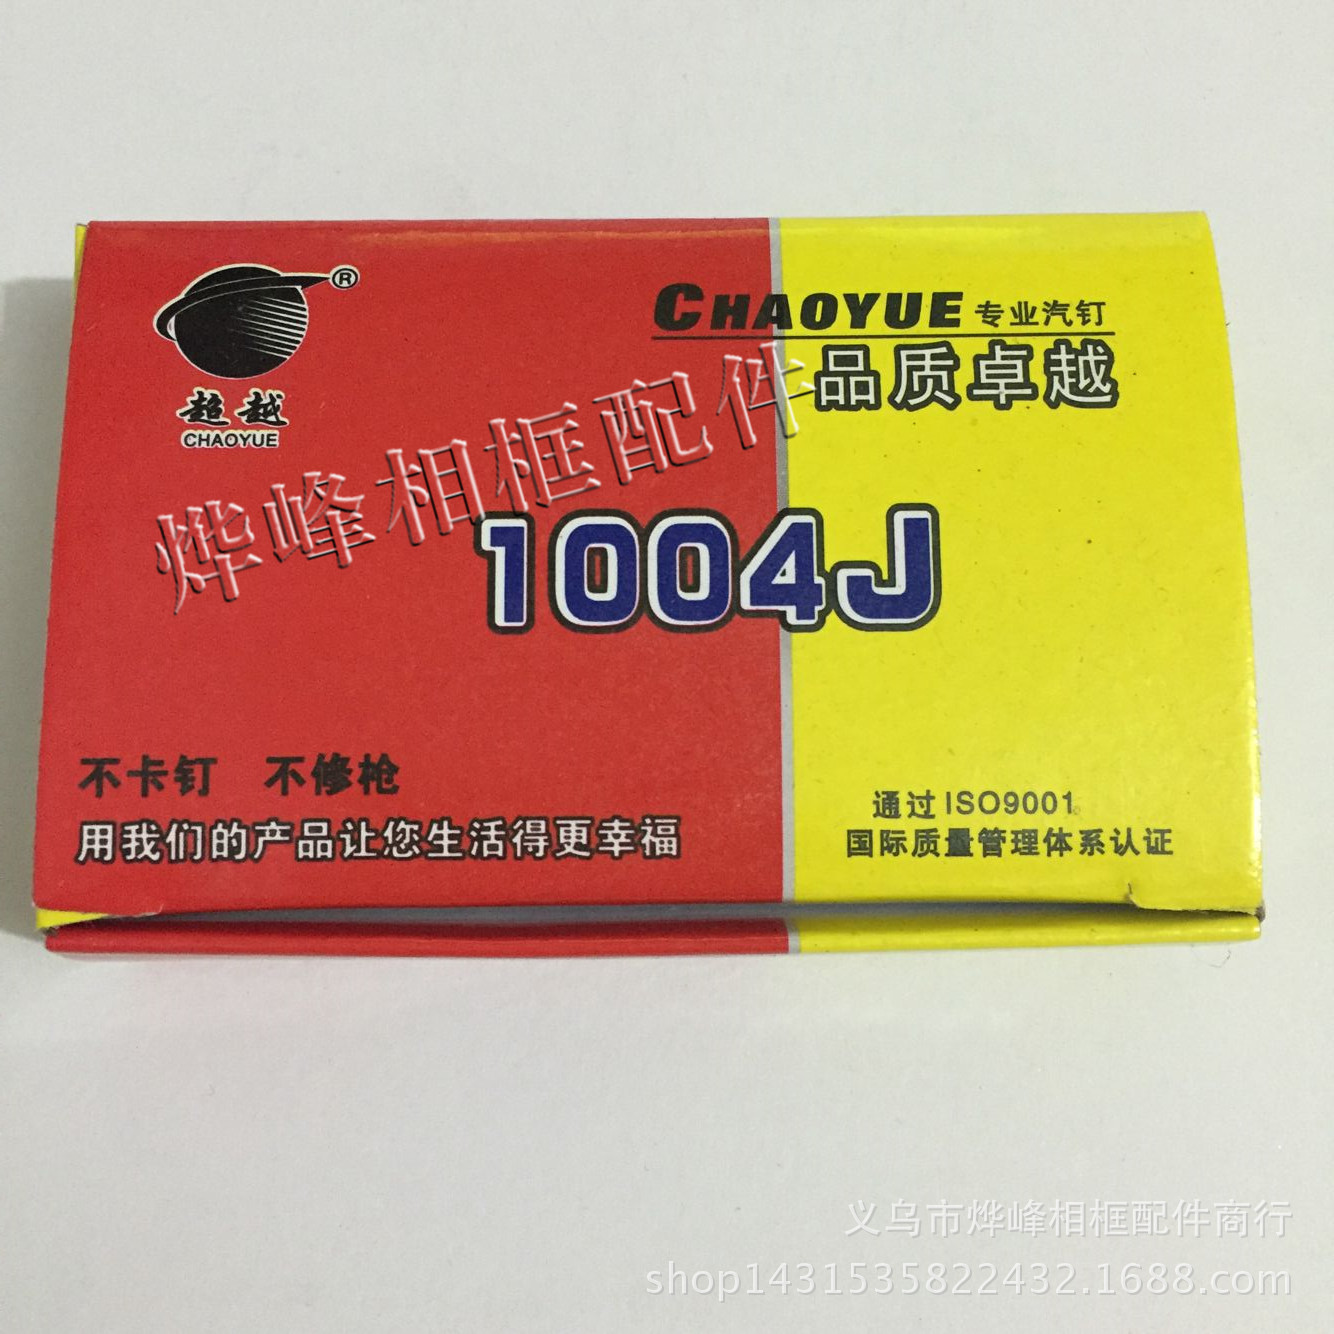 ®
超越
CHAOYUE
CHAOYUE 专业汽钉
品质卓越
烨峰相框配件
1004J
不卡钉 不修枪
用我们的产品让您生活得更幸福
通过ISO9001
国际质量管理体系认证
义乌市烨峰相框配件商行
shop1431535822432.1688.com